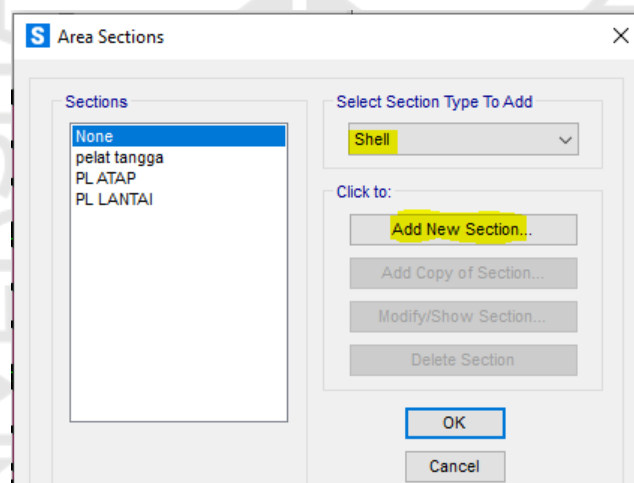 S Area Sections
Sections
None
pelat tangga
PL ATAP
PL LANTAI
Select Section Type To Add
Shell
Click to:
Add New Section...
Add Copy of Section...
Modify/Show Section...
Delete Section
OK
Cancel